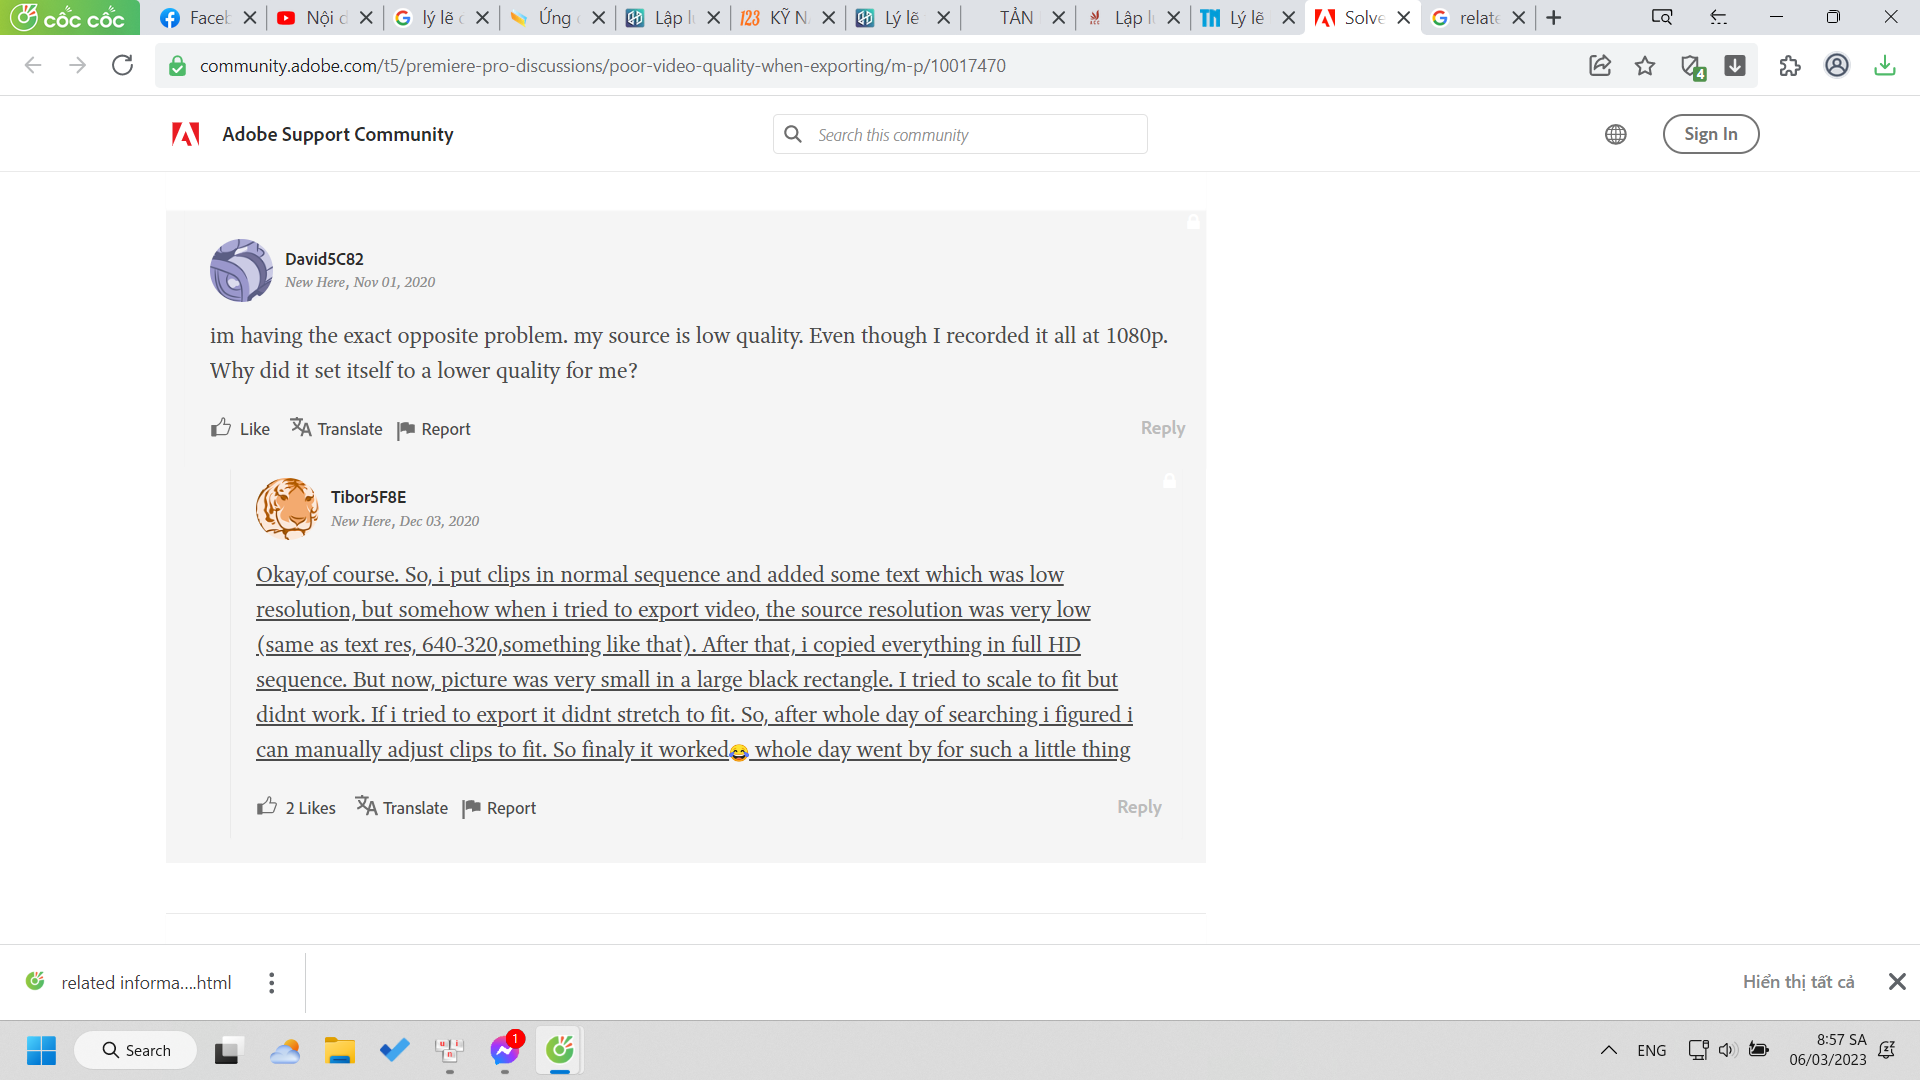 cốc cốc
Faceb
Nội d
lý lẽ c
Ứng d
Lập lu
123 KỸ N
Lý lẽ
TẢN
Lập lu
TN Lý lẽ
Solve
relate
community.adobe.com/t5/premiere-pro-discussions/poor-video-quality-when-exporting/m-p/10017470
4
Adobe Support Community
Search this community
Sign In
David5C82
New Here, Nov 01, 2020
im having the exact opposite problem. my source is low quality. Even though I recorded it all at 1080p.
Why did it set itself to a lower quality for me?
Like Translate Report Reply
Tibor5F8E
New Here, Dec 03, 2020
Okay,of course. So, i put clips in normal sequence and added some text which was low
resolution, but somehow when i tried to export video, the source resolution was very low
(same as text res, 640-320,something like that). After that, i copied everything in full HD
sequence. But now, picture was very small in a large black rectangle. I tried to scale to fit but
didnt work. If i tried to export it didnt stretch to fit. So, after whole day of searching i figured i
can manually adjust clips to fit. So finaly it worked😂 whole day went by for such a little thing
2 Likes Translate Report Reply
related informa....html
Hiển thị tất cả
Search
1
ENG
8:57 SA
06/03/2023